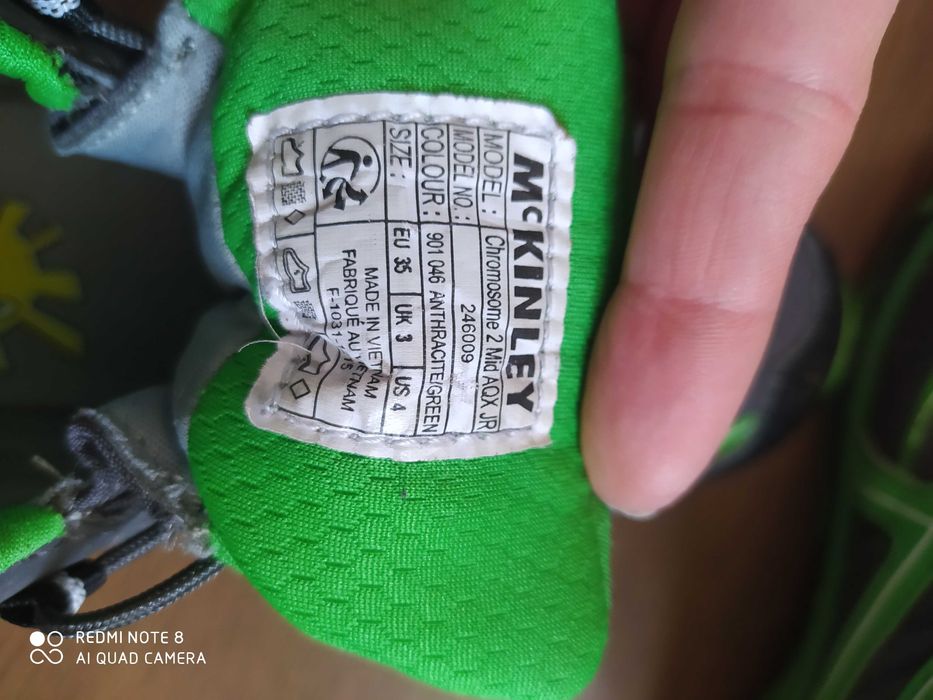 McKINLEY
MODEL: Chromosome 2 Mid AQX JR
MODEL NO.: 246009
COLOUR: 901 046 ANTHRACITE/GREEN
SIZE: EU 35 UK 3 US 4
MADE IN VIETNAM
FABRIQUÉ AU
REDMI NOTE 8
AI QUAD CAMERA